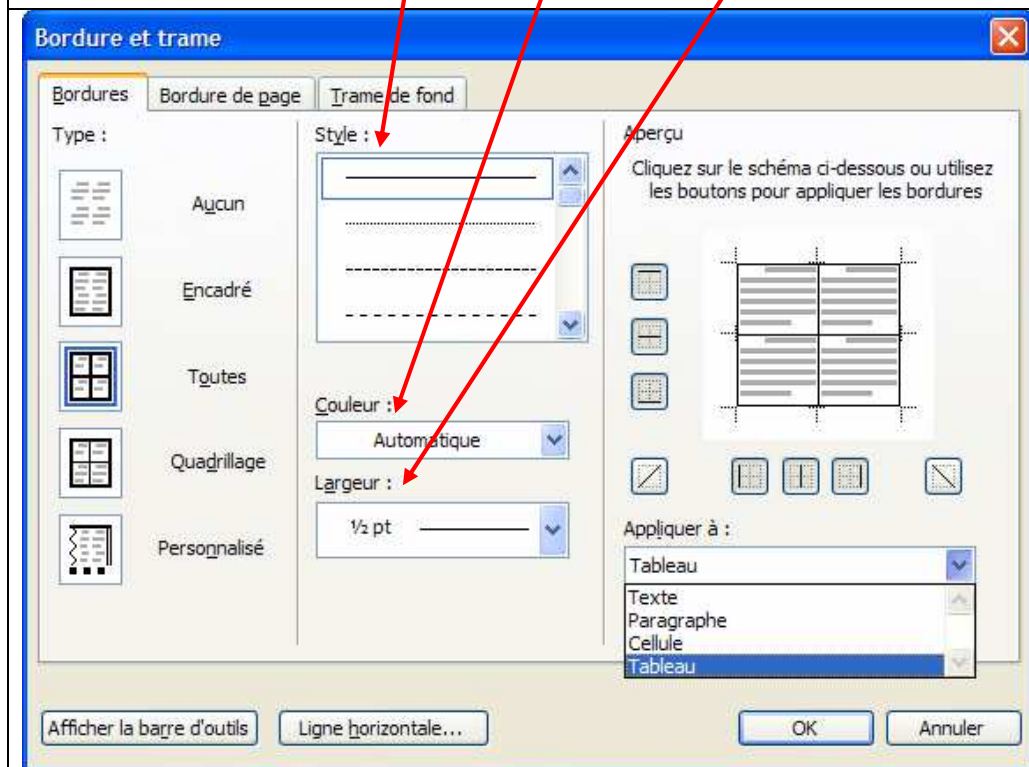 Bordure et trame
Bordures
Bordure de page
Trame de fond
Type :
Aucun
Encadré
Toutes
Quadrillage
Personnalisé
Style :
Couleur :
Automatique
Largeur :
½ pt
Aperçu
Cliquez sur le schéma ci-dessous ou utilisez
les boutons pour appliquer les bordures
Appliquer à :
Tableau
Texte
Paragraphe
Cellule
Tableau
Afficher la barre d'outils
Ligne horizontale...
OK
Annuler